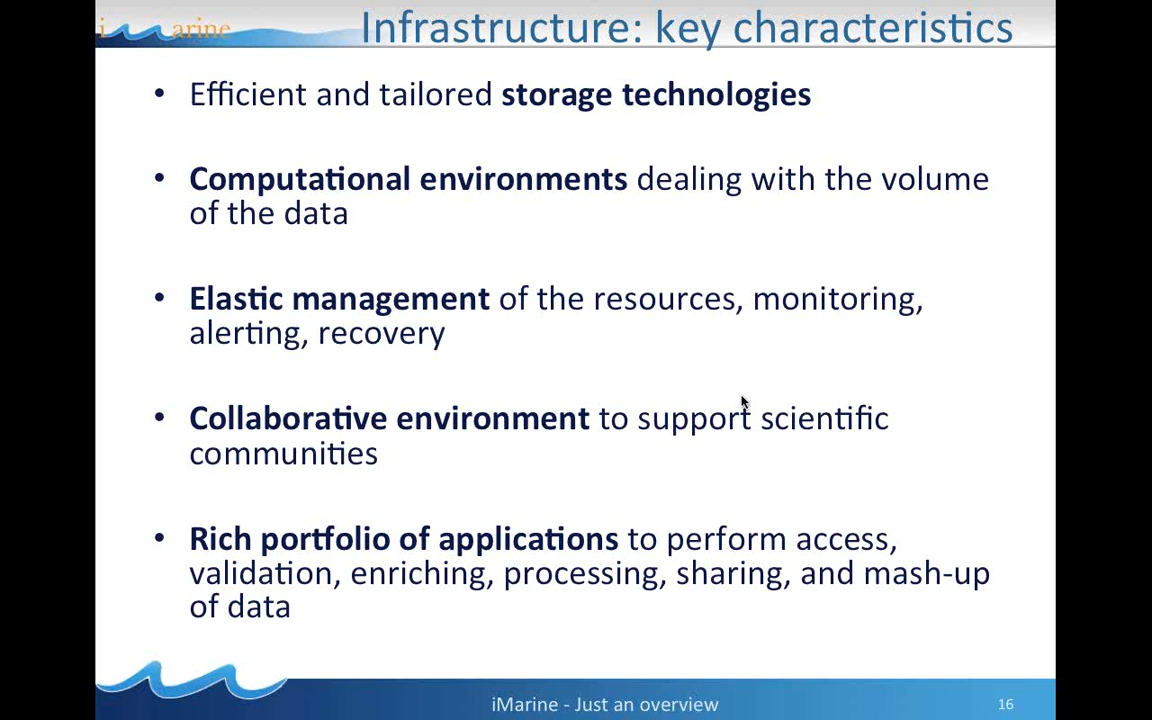 i arine
Infrastructure: key characteristics
• Efficient and tailored storage technologies
• Computational environments dealing with the volume
of the data
• Elastic management of the resources, monitoring,
alerting, recovery
• Collaborative environment to support scientific
communities
• Rich portfolio of applications to perform access,
validation, enriching, processing, sharing, and mash-up
of data
iMarine - Just an overview
16